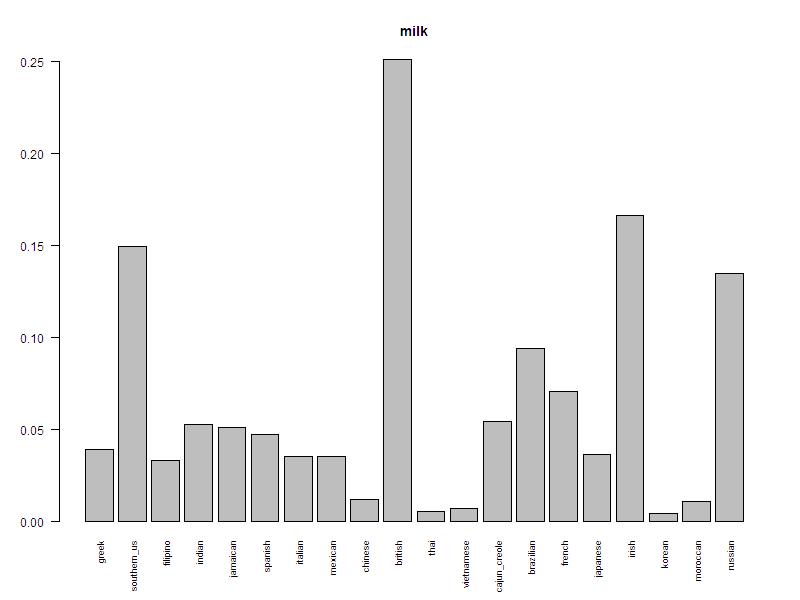 milk
0.25
0.20
0.15
0.10
0.05
0.00
greek
southern_us
filipino
indian
jamaican
spanish
italian
mexican
chinese
british
thai
vietnamese
cajun_creole
brazilian
french
japanese
irish
korean
moroccan
russian